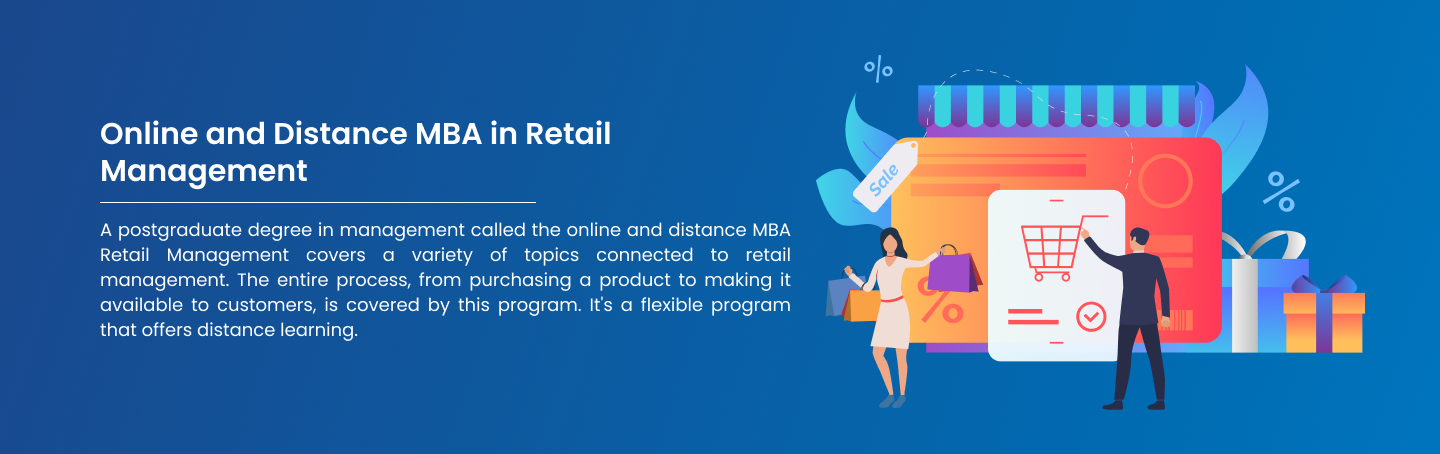 %
Online and Distance MBA in Retail
Management
Sale
%
A postgraduate degree in management called the online and distance MBA
Retail Management covers a variety of topics connected to retail
management. The entire process, from purchasing a product to making it
available to customers, is covered by this program. It's a flexible program
that offers distance learning.
%